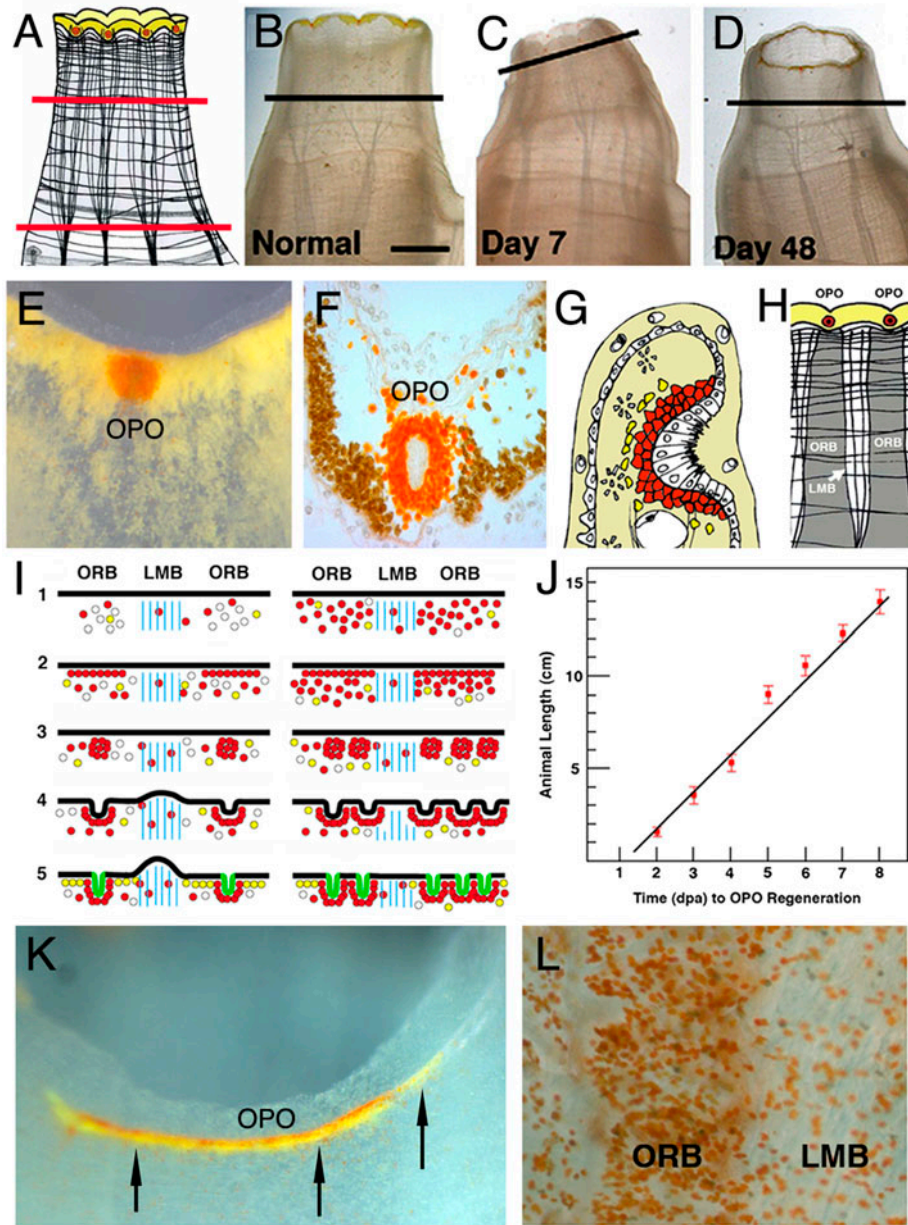 A
B
C
D
Normal
Day 7
Day 48
E
F
G
H
OPO
OPO
OPO OPO
ORB
ORB
LMB
I
ORB LMB ORB
ORB LMB ORB
1
2
3
4
5
J
15
10
5
Animal Length (cm)
1 2 3 4 5 6 7 8
Time (dpa) to OPO Regeneration
K
OPO
L
ORB
LMB